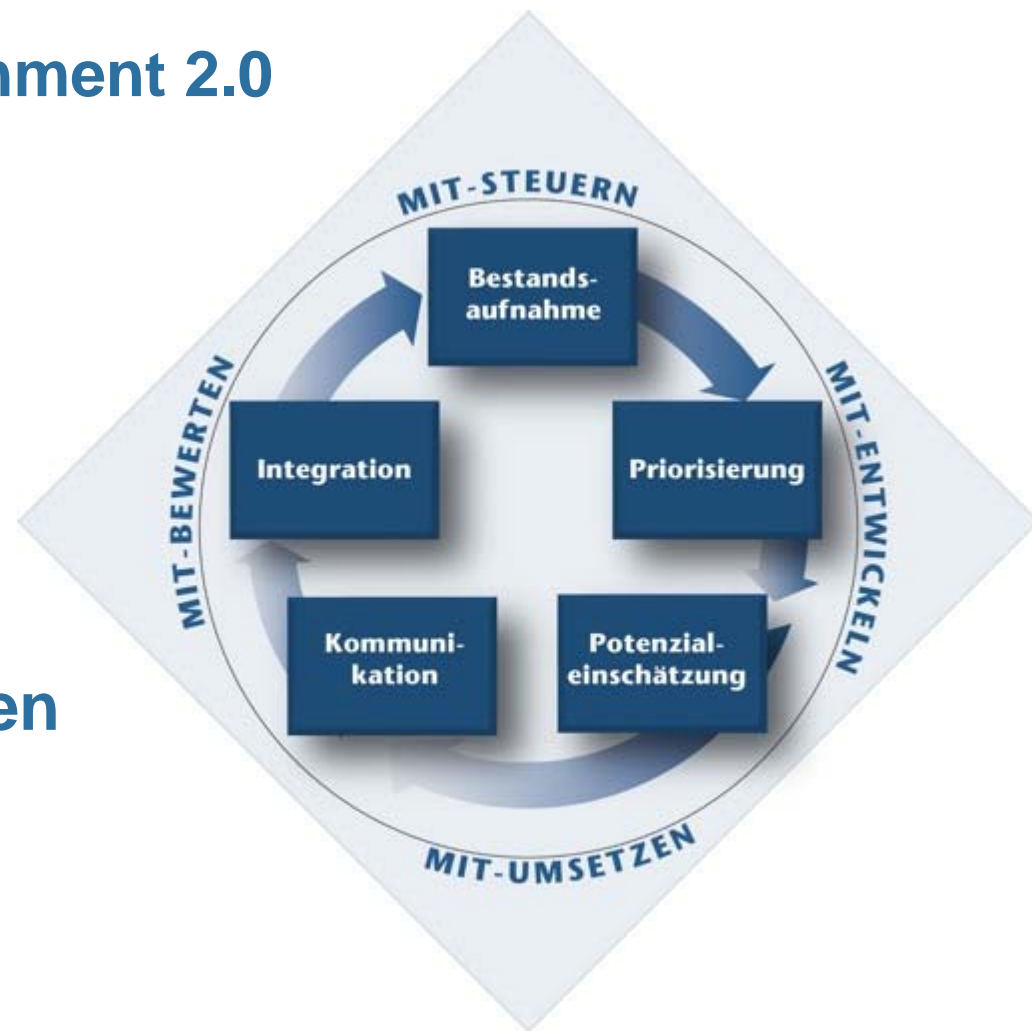 nment 2.0
MIT-STEUERN
Bestands-
aufnahme
MIT-BEWERTEN
MIT-ENTWICKELN
Integration
Priorisierung
Kommuni-
kation
Potenzial-
einschätzung
en
MIT-UMSETZEN